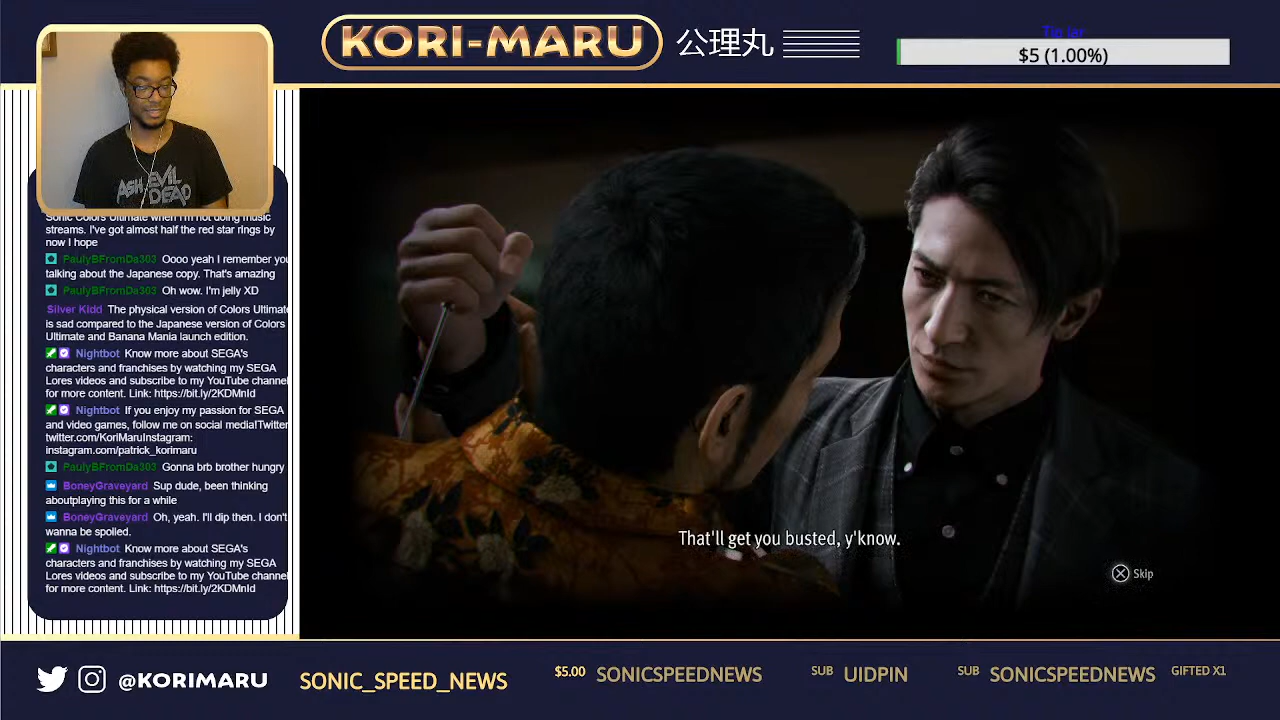 KORI-MARU
公理丸
Tip jar
$5 (1.00%)
ASH EVIL
DEAD
Sonic Colors Ultimate when I'm not doing music
streams. I've got almost half the red star rings by
now I hope
PaulyBFromDa303 Oooo yeah I remember you
talking about the Japanese copy. That's amazing
PaulyBFromDa303 Oh wow. I'm jelly XD
Silver Kidd The physical version of Colors Ultimate
is sad compared to the Japanese version of Colors
Ultimate and Banana Mania launch edition.
Nightbot Know more about SEGA's
characters and franchises by watching my SEGA
Lores videos and subscribe to my YouTube channel
for more content. Link: https://bit.ly/2KDMnId
Nightbot If you enjoy my passion for SEGA
and video games, follow me on social media!Twitter
twitter.com/KoriMaruInstagram:
instagram.com/patrick_korimaru
PaulyBFromDa303 Gonna brb brother hungry
BoneyGraveyard Sup dude, been thinking
aboutplaying this for a while
BoneyGraveyard Oh, yeah. I'll dip then. I don't
wanna be spoiled.
Nightbot Know more about SEGA's
characters and franchises by watching my SEGA
Lores videos and subscribe to my YouTube channel
for more content. Link: https://bit.ly/2KDMnId
That'll get you busted, y'know.
Skip
@KORIMARU
SONIC_SPEED_NEWS
$5.00 SONICSPEEDNEWS
SUB UIDPIN
SUB SONICSPEEDNEWS GIFTED X1